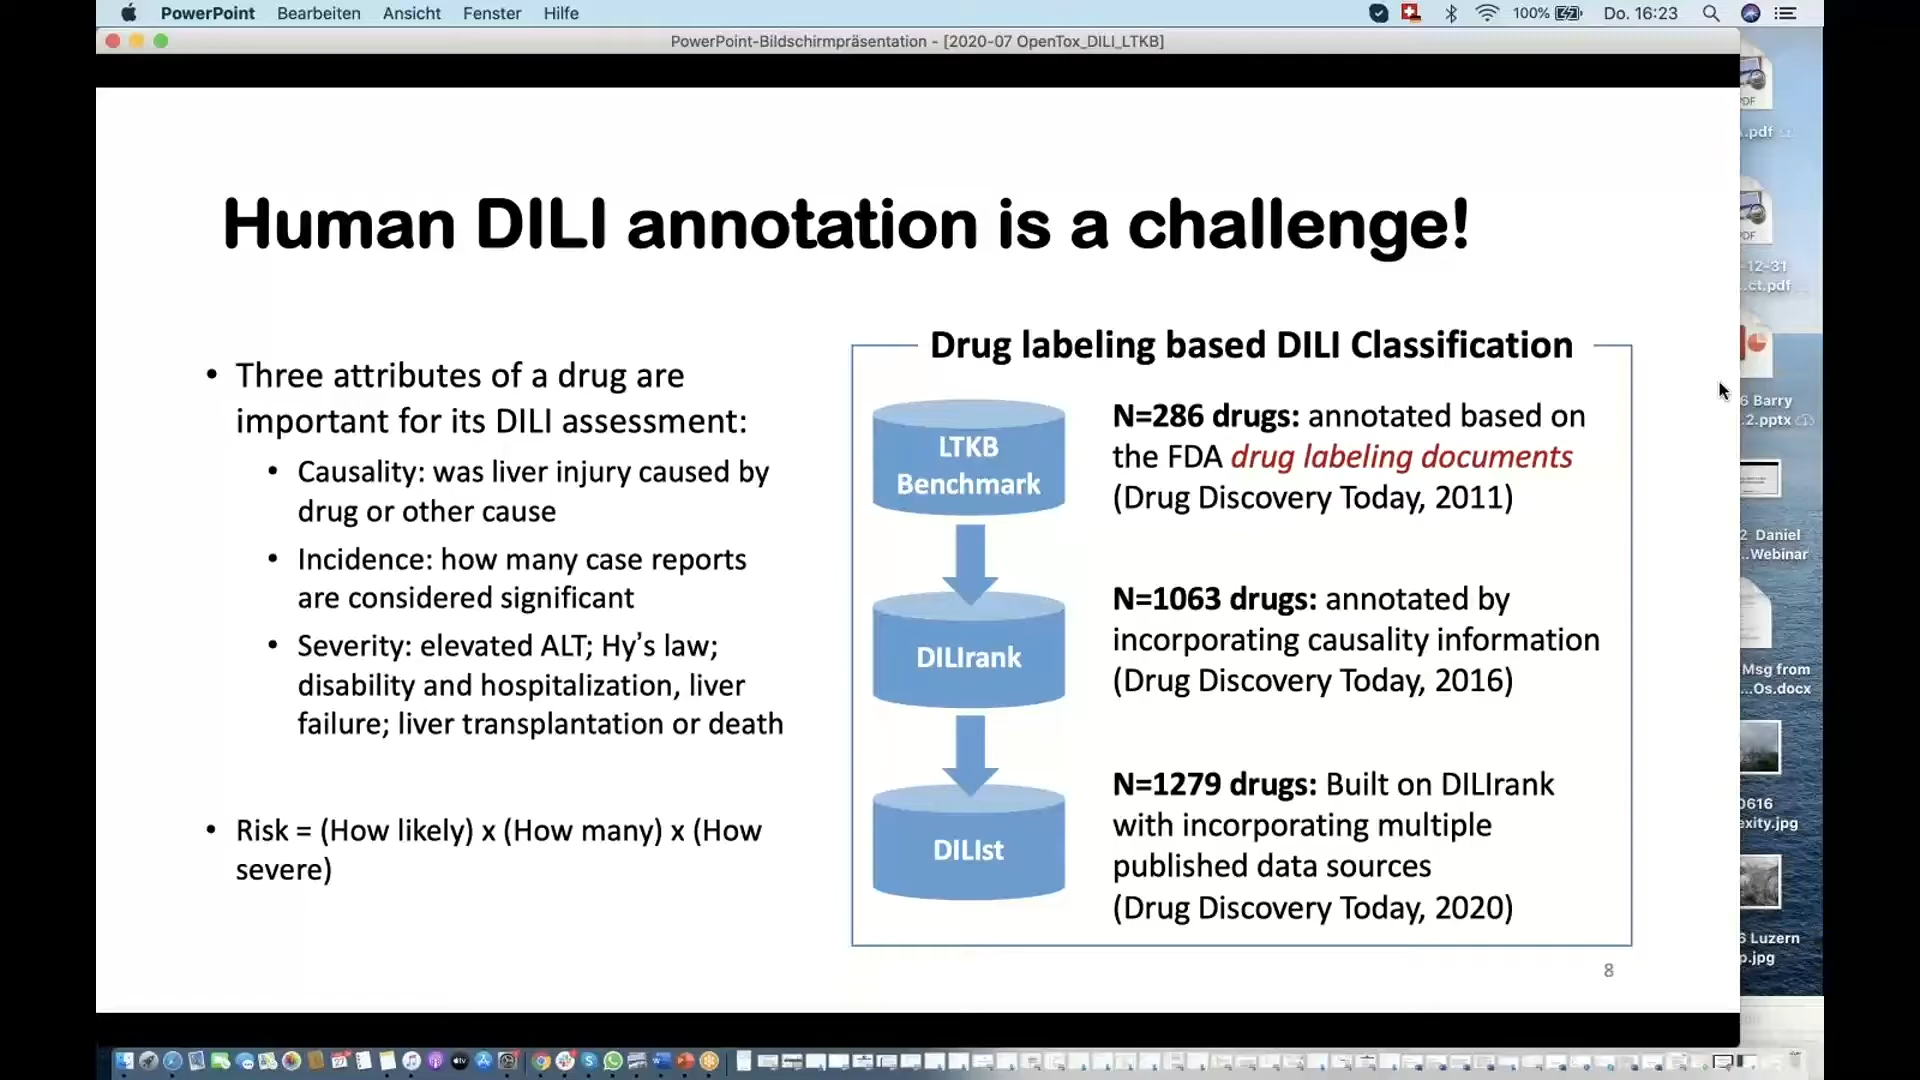 PowerPoint Bearbeiten Ansicht Fenster Hilfe 100% Do. 16:23
PowerPoint-Bildschirmpräsentation - [2020-07 OpenTox_DILI_LTKB]
Human DILI annotation is a challenge!
• Three attributes of a drug are
important for its DILI assessment:
• Causality: was liver injury caused by
drug or other cause
• Incidence: how many case reports
are considered significant
• Severity: elevated ALT; Hy's law;
disability and hospitalization, liver
failure; liver transplantation or death
• Risk = (How likely) x (How many) x (How
severe)
Drug labeling based DILI Classification
LTKB
Benchmark
N=286 drugs: annotated based on
the FDA drug labeling documents
(Drug Discovery Today, 2011)
DILIrank
N=1063 drugs: annotated by
incorporating causality information
(Drug Discovery Today, 2016)
DILIst
N=1279 drugs: Built on DILIrank
with incorporating multiple
published data sources
(Drug Discovery Today, 2020)
8
PDF
.pdf
PDF
12-31
...ct.pdf
6 Barry
.2.pptx
2 Daniel
...Webinar
Msg from
...Os.docx
0616
exity.jpg
6 Luzern
p.jpg